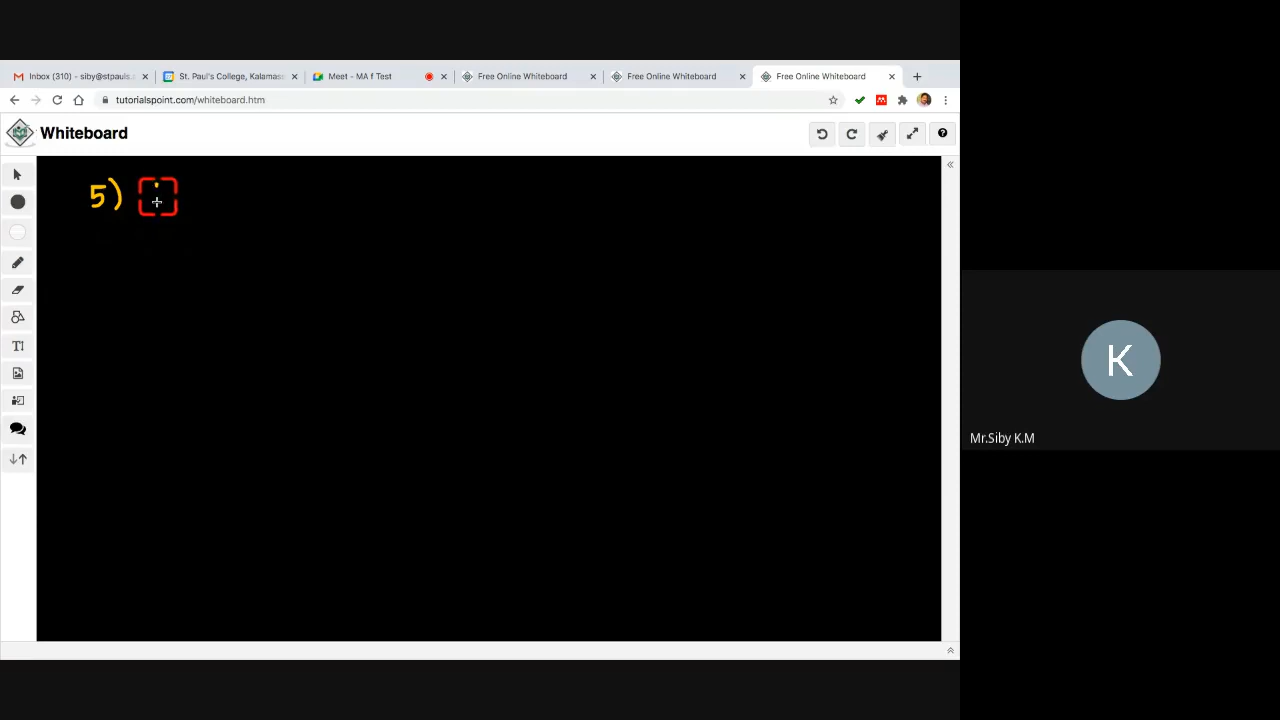 Inbox (310) - siby@stpauls.
St. Paul's College, Kalamass
Meet - MA f Test
Free Online Whiteboard
Free Online Whiteboard
Free Online Whiteboard
tutorialspoint.com/whiteboard.htm
Whiteboard
5)
K
Mr.Siby K.M